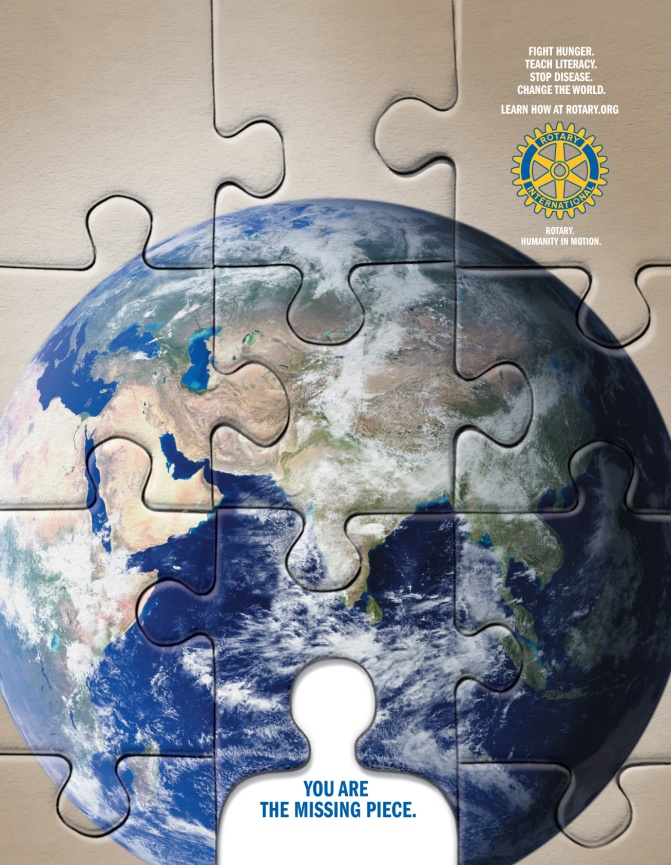 FIGHT HUNGER.
TEACH LITERACY.
STOP DISEASE.
CHANGE THE WORLD.
LEARN HOW AT ROTARY.ORG
ROTARY
INTERNATIONAL
ROTARY.
HUMANITY IN MOTION.
YOU ARE
THE MISSING PIECE.